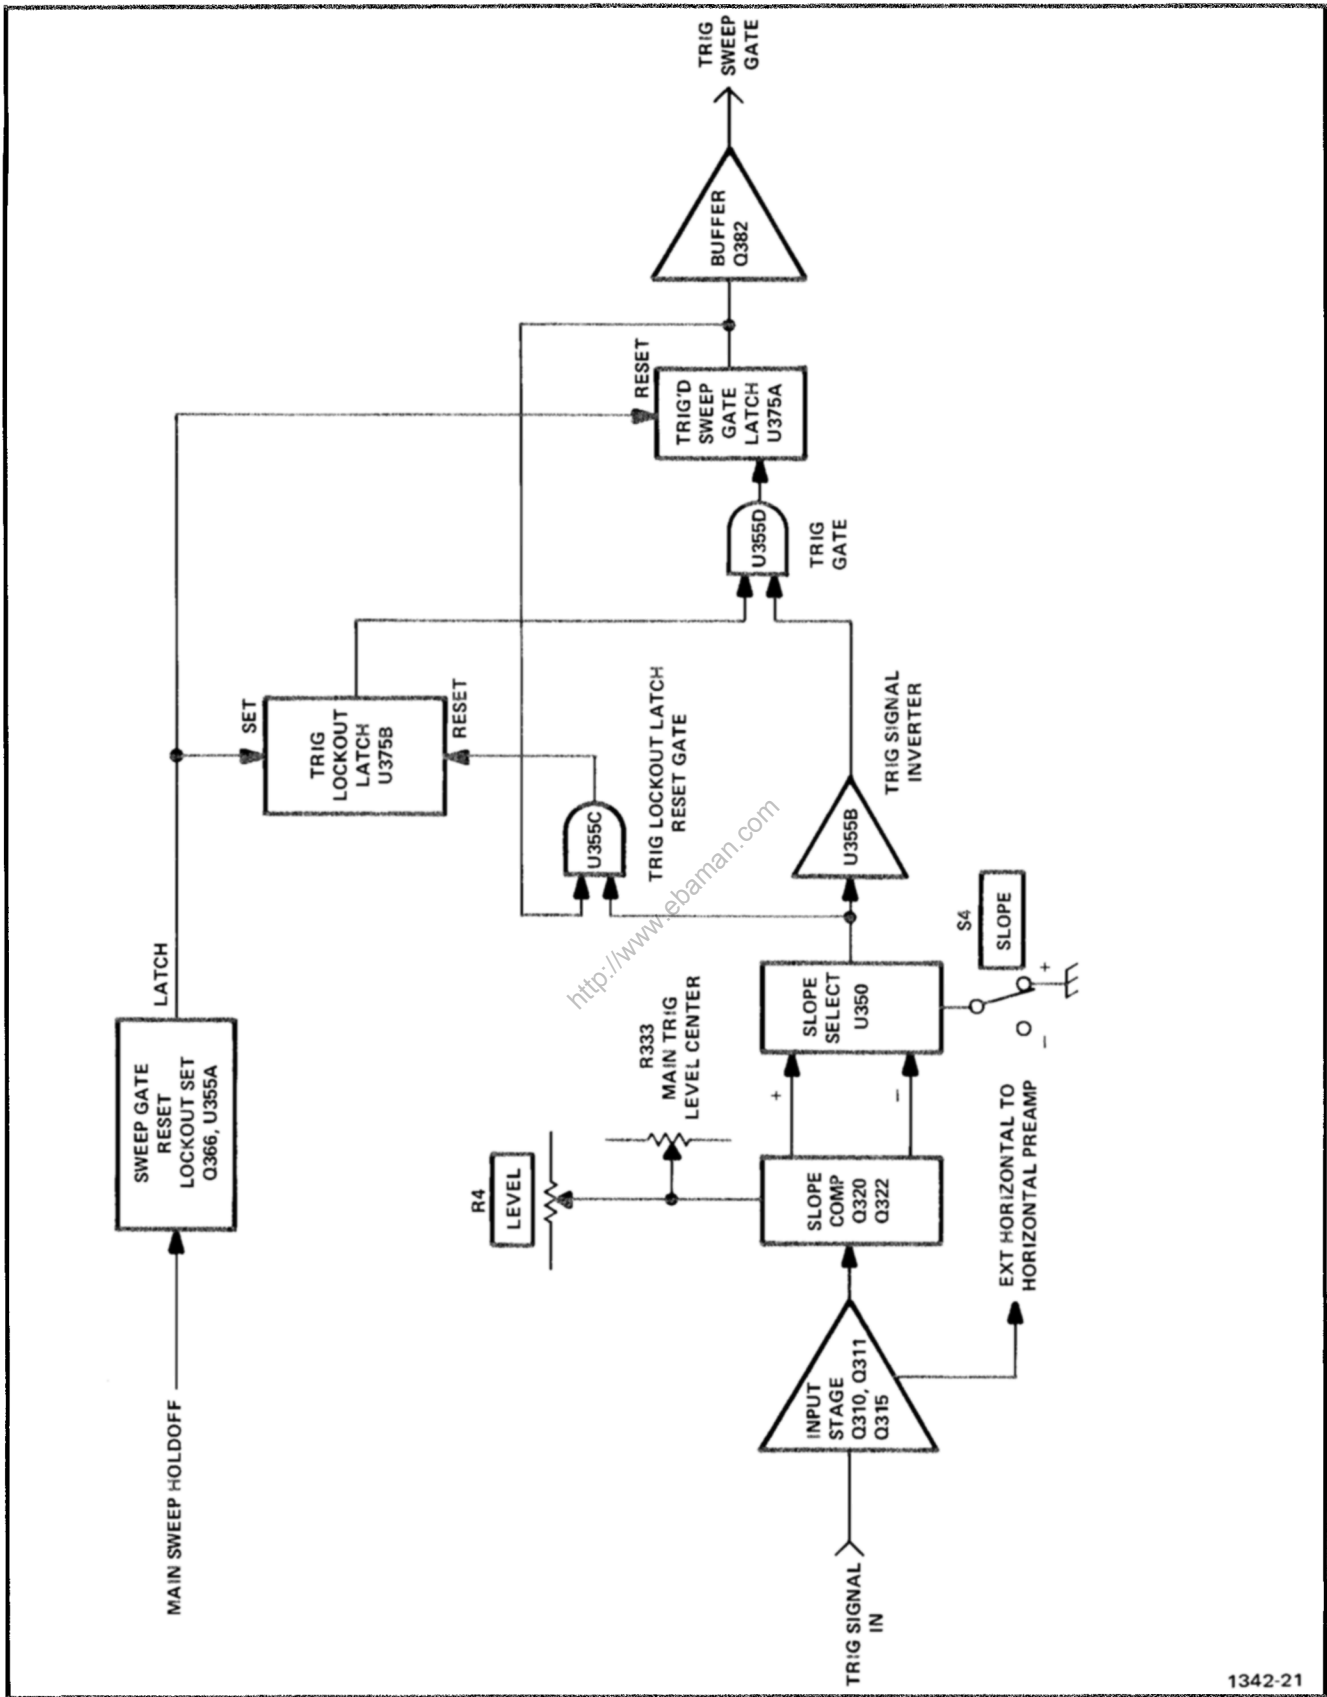 MAIN SWEEP HOLDOFF
SWEEP GATE
RESET
LOCKOUT SET
Q366, U355A
LATCH
SET
TRIG
LOCKOUT
LATCH
U375B
RESET
R4
LEVEL
R333
MAIN TRIG
LEVEL CENTER
U355C
TRIG LOCKOUT LATCH
RESET GATE
TRIG SIGNAL
IN
INPUT
STAGE
Q310, Q311
Q315
SLOPE
COMP
Q320
Q322
+
−
SLOPE
SELECT
U350
U355B
TRIG SIGNAL
INVERTER
U355D
TRIG
GATE
RESET
TRIG'D
SWEEP
GATE
LATCH
U375A
BUFFER
Q382
TRIG
SWEEP
GATE
EXT HORIZONTAL TO
HORIZONTAL PREAMP
−
+
S4
SLOPE
http://www.ebaman.com
1342-21